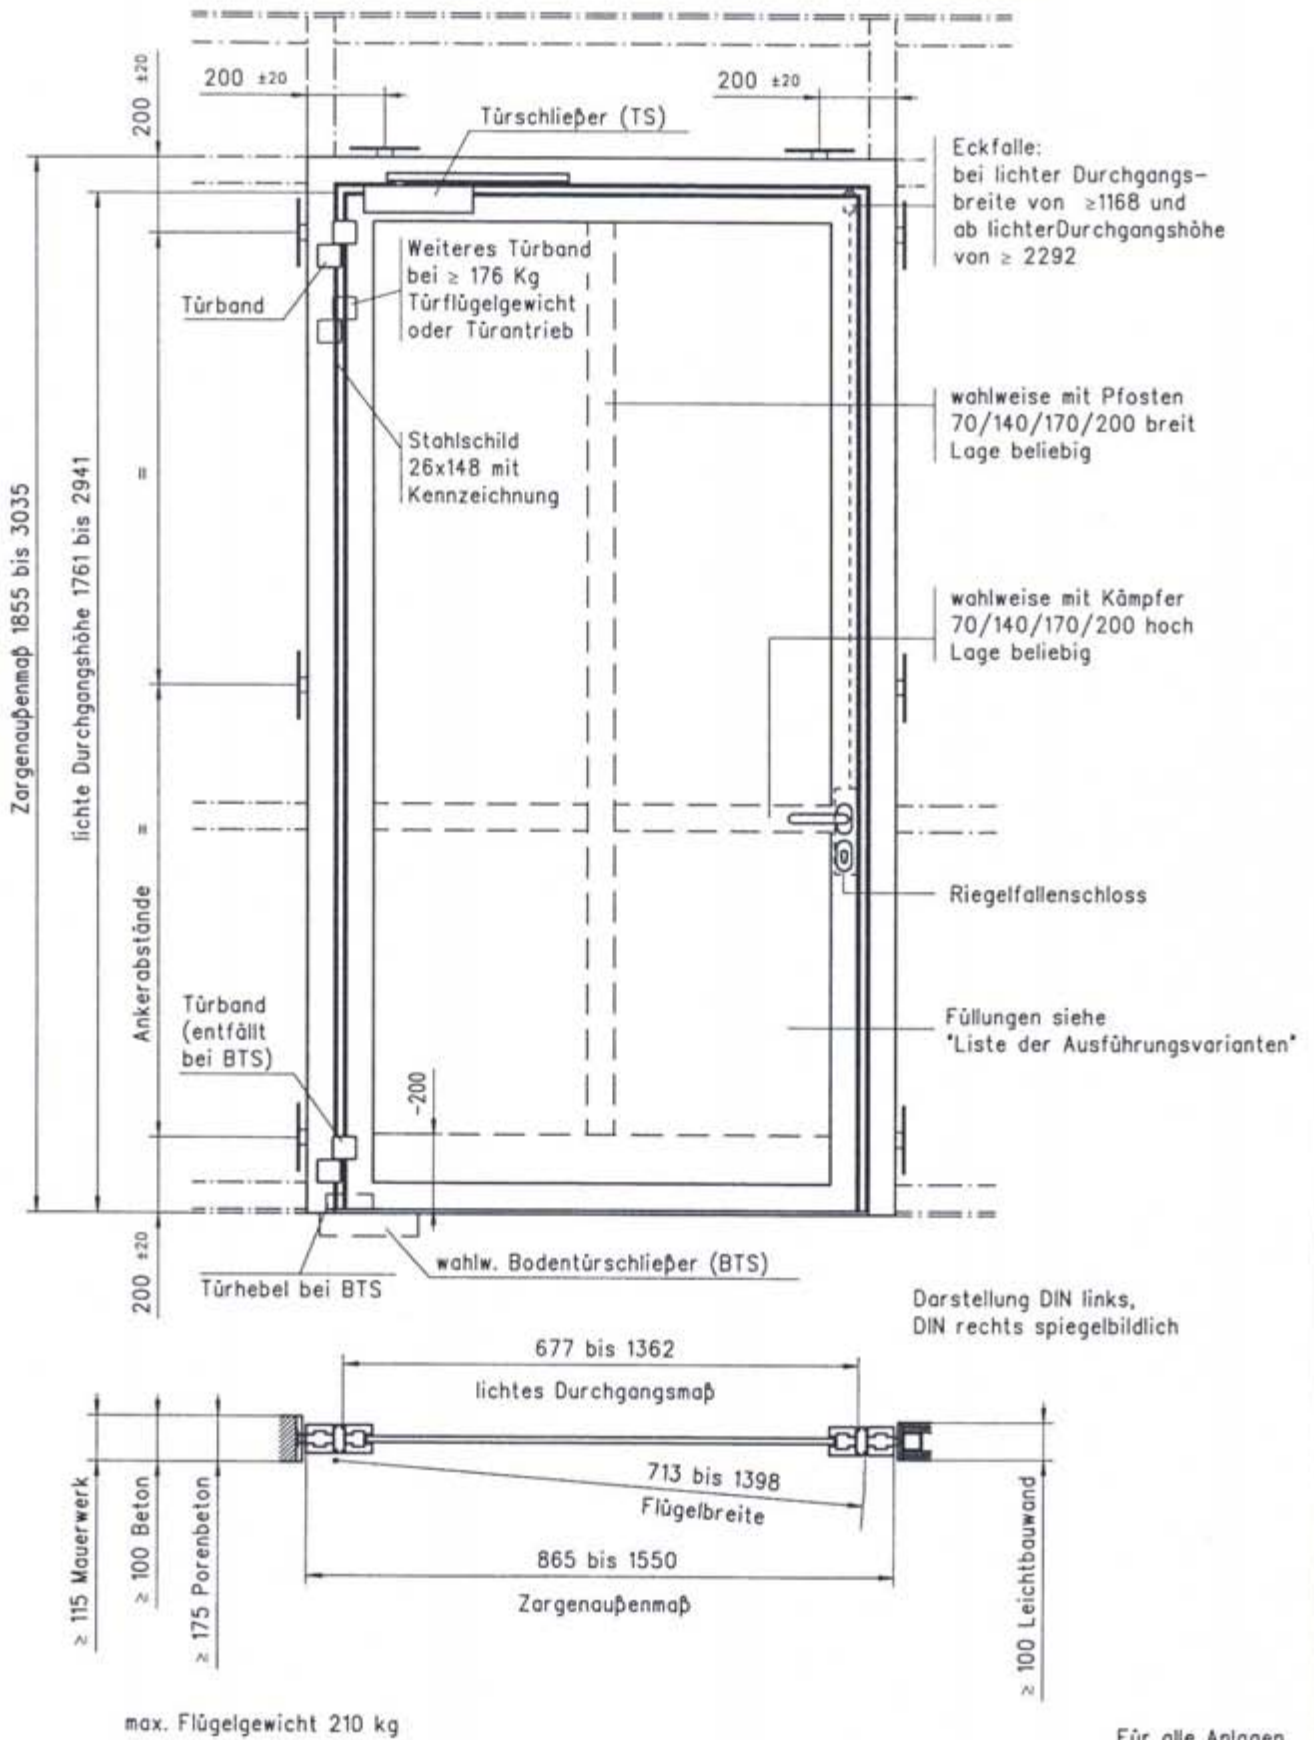 200 ±20
200 ±20
200 ±20
Türschließer (TS)
Eckfalle:
bei lichter Durchgangs-
breite von ≥1168 und
ab lichterDurchgangshöhe
von ≥ 2292
Weiteres Türband
bei ≥ 176 Kg
Türflügelgewicht
oder Türantrieb
Türband
wahlweise mit Pfosten
70/140/170/200 breit
Lage beliebig
Stahlschild
26x148 mit
Kennzeichnung
=
Zargenaußenmaß 1855 bis 3035
lichte Durchgangshöhe 1761 bis 2941
wahlweise mit Kämpfer
70/140/170/200 hoch
Lage beliebig
=
Ankerabstände
Riegelfallenschloss
Türband
(entfällt
bei BTS)
Füllungen siehe
"Liste der Ausführungsvarianten"
~200
200 ±20
wahlw. Bodentürschließer (BTS)
Türhebel bei BTS
Darstellung DIN links,
DIN rechts spiegelbildlich
677 bis 1362
lichtes Durchgangsmaß
713 bis 1398
Flügelbreite
865 bis 1550
Zargenaußenmaß
≥ 115 Mauerwerk
≥ 100 Beton
≥ 175 Porenbeton
≥ 100 Leichtbauwand
max. Flügelgewicht 210 kg
Für alle Anlagen